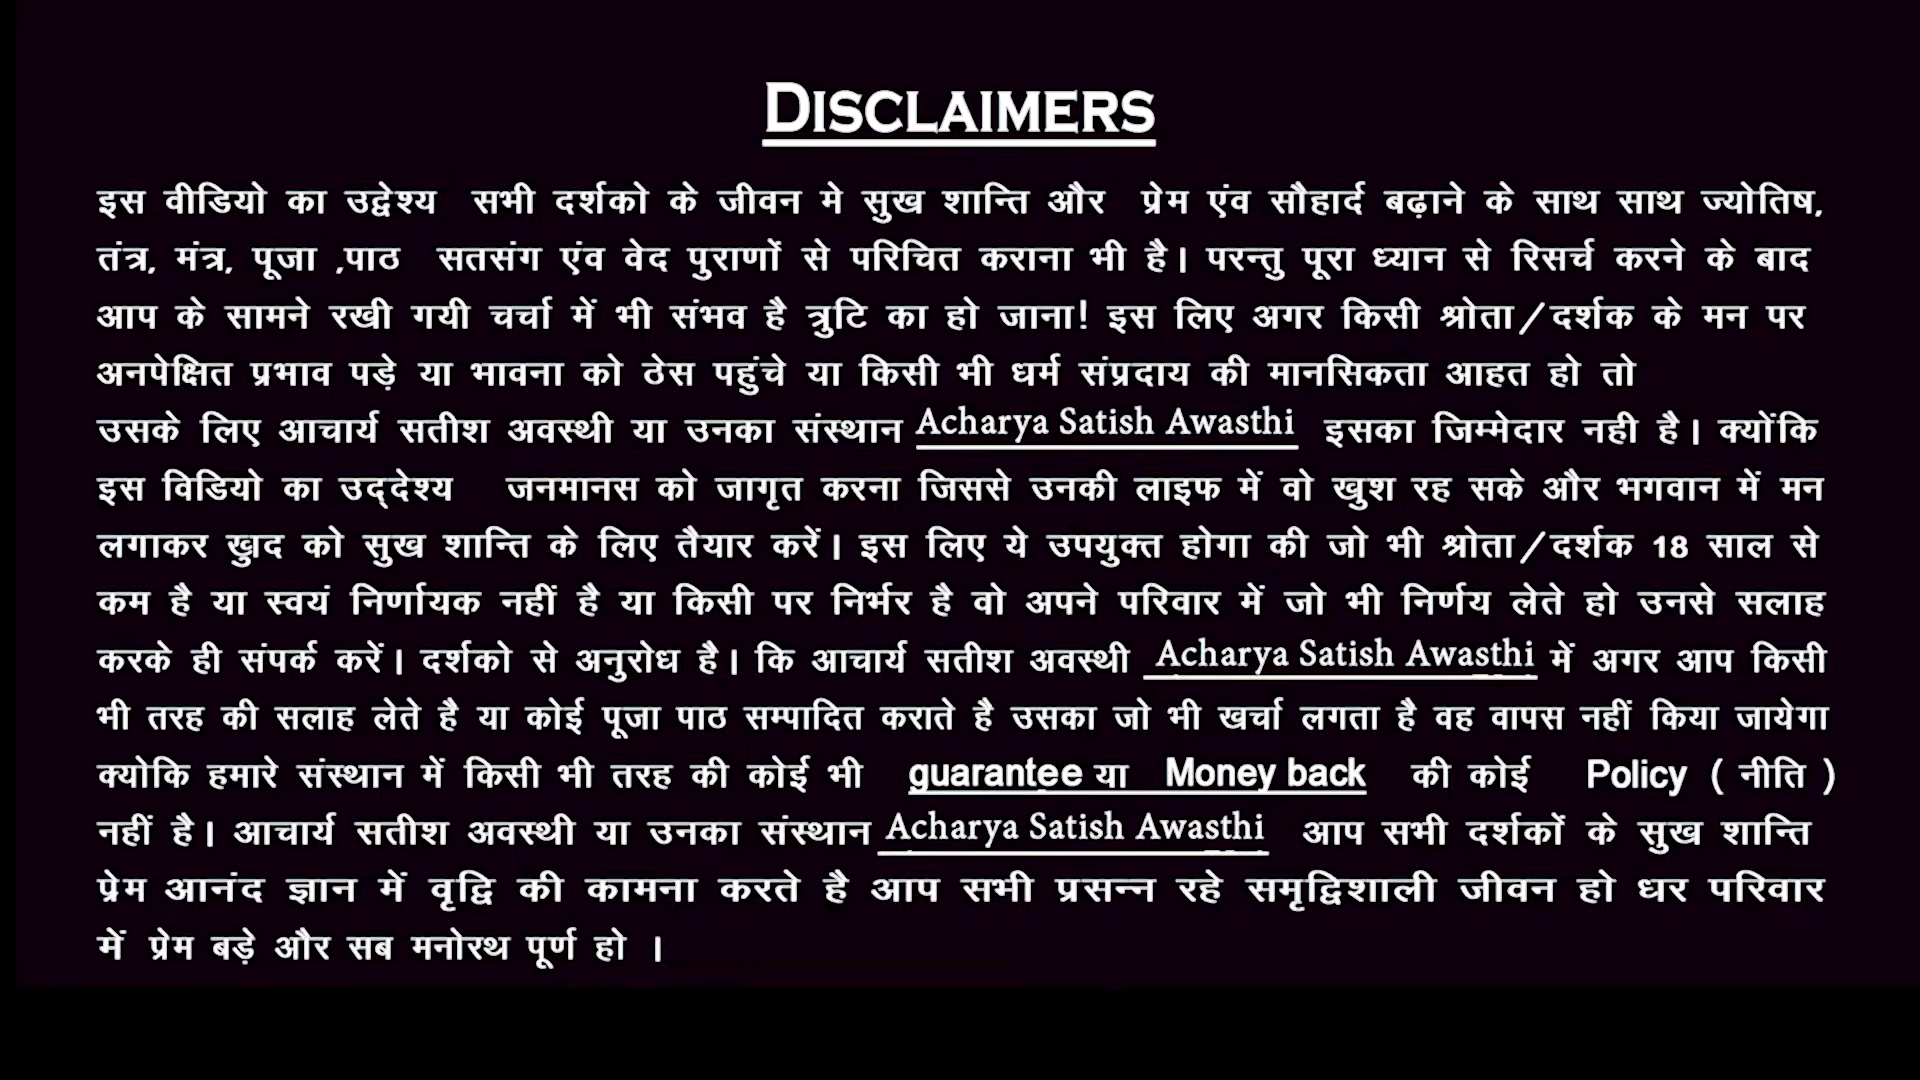 DISCLAIMERS
इस वीडियो का उद्वेश्य सभी दर्शको के जीवन मे सुख शान्ति और प्रेम एंव सौहार्द बढ़ाने के साथ साथ ज्योतिष,
तंत्र, मंत्र, पूजा ,पाठ सतसंग एंव वेद पुराणों से परिचित कराना भी है। परन्तु पूरा ध्यान से रिसर्च करने के बाद
आप के सामने रखी गयी चर्चा में भी संभव है त्रुटि का हो जाना! इस लिए अगर किसी श्रोता/दर्शक के मन पर
अनपेक्षित प्रभाव पड़े या भावना को ठेस पहुंचे या किसी भी धर्म संप्रदाय की मानसिकता आहत हो तो
उसके लिए आचार्य सतीश अवस्थी या उनका संस्थान Acharya Satish Awasthi इसका जिम्मेदार नही है। क्योंकि
इस विडियो का उद्‌देश्य जनमानस को जागृत करना जिससे उनकी लाइफ में वो खुश रह सके और भगवान में मन
लगाकर खुद को सुख शान्ति के लिए तैयार करें। इस लिए ये उपयुक्त होगा की जो भी श्रोता/दर्शक 18 साल से
कम है या स्वयं निर्णायक नहीं है या किसी पर निर्भर है वो अपने परिवार में जो भी निर्णय लेते हो उनसे सलाह
करके ही संपर्क करें। दर्शको से अनुरोध है। कि आचार्य सतीश अवस्थी Acharya Satish Awasthi में अगर आप किसी
भी तरह की सलाह लेते है या कोई पूजा पाठ सम्पादित कराते है उसका जो भी खर्चा लगता है वह वापस नहीं किया जायेगा
क्योकि हमारे संस्थान में किसी भी तरह की कोई भी guarantee या Money back की कोई Policy ( नीति )
नहीं है। आचार्य सतीश अवस्थी या उनका संस्थान Acharya Satish Awasthi आप सभी दर्शकों के सुख शान्ति
प्रेम आनंद ज्ञान में वृद्वि की कामना करते है आप सभी प्रसन्न रहे समृद्विशाली जीवन हो धर परिवार
में प्रेम बड़े और सब मनोरथ पूर्ण हो ।